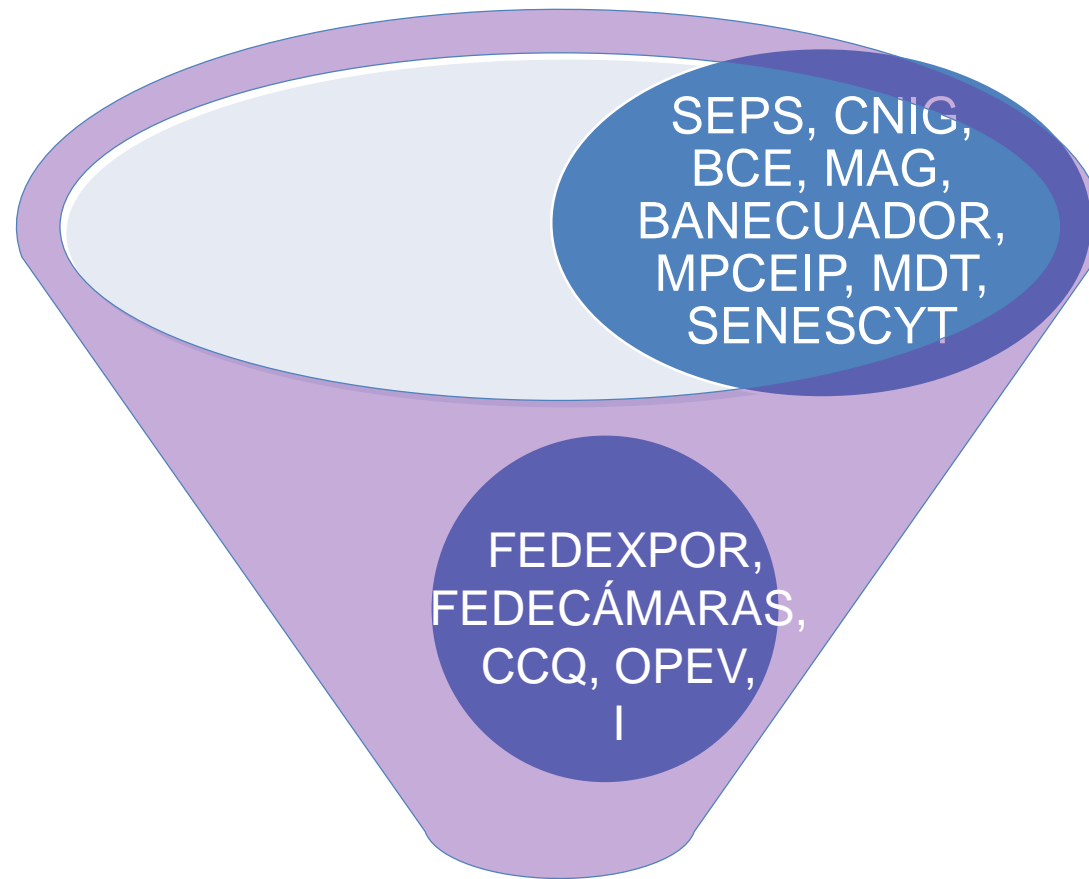 SEPS, CNIG,
BCE, MAG,
BANECUADOR,
MPCEIP, MDT,
SENESCYT
FEDEXPOR,
FEDECÁMARAS,
CCQ, OPEV,
I